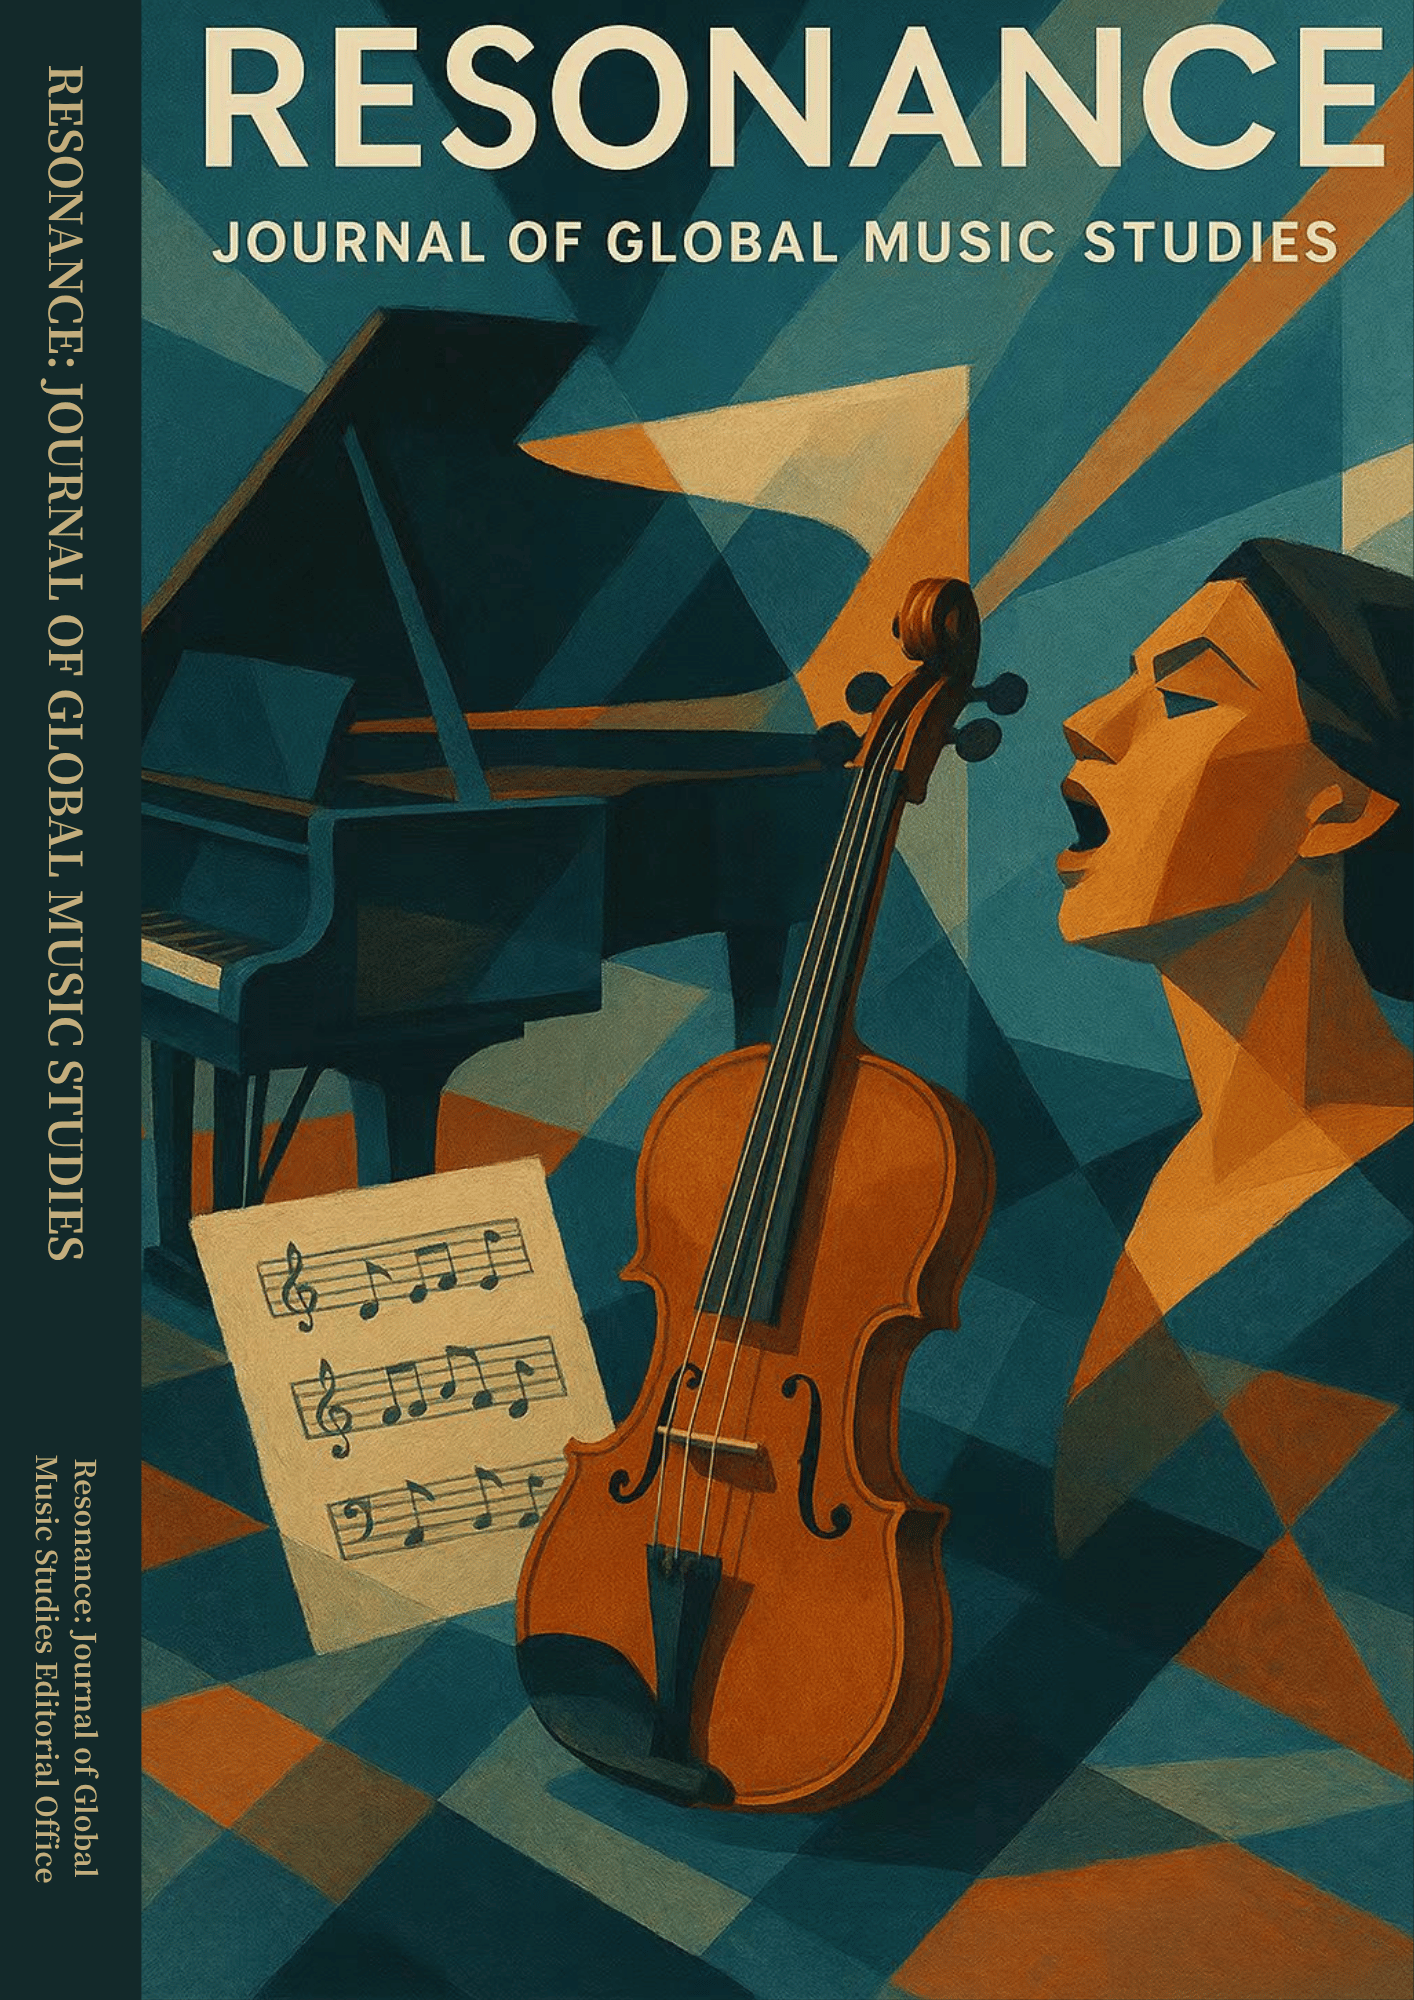 RESONANCE
JOURNAL OF GLOBAL MUSIC STUDIES
RESONANCE: JOURNAL OF GLOBAL MUSIC STUDIES
Resonance: Journal of Global
Music Studies Editorial Office